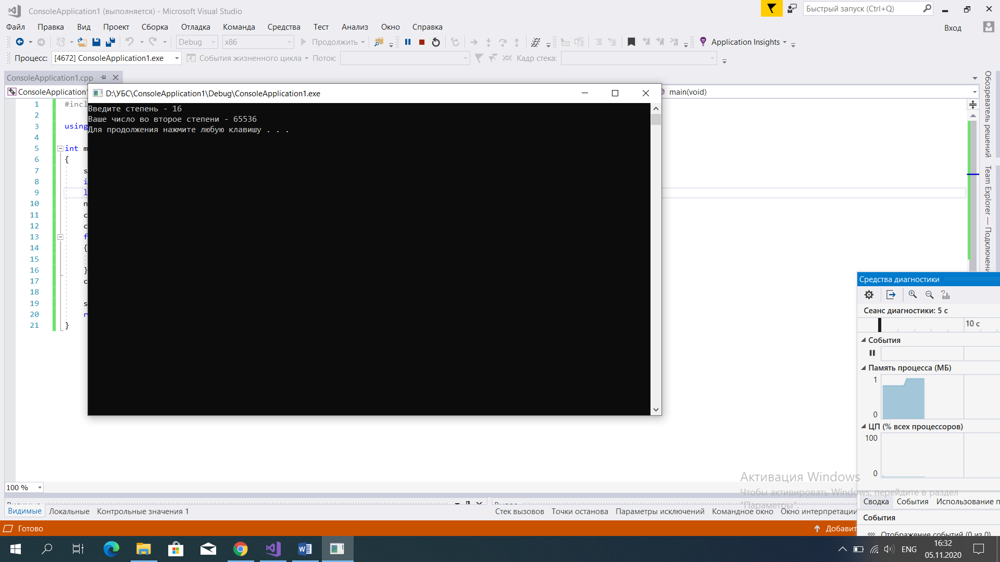 ConsoleApplication1 (выполняется) - Microsoft Visual Studio
Быстрый запуск (Ctrl+Q)
Файл Правка Вид Проект Сборка Отладка Команда Средства Тест Анализ Окно Справка
Вход
Debug x86 Продолжить Application Insights
Процесс: [4672] ConsoleApplication1.exe События жизненного цикла Поток: Кадр стека:
ConsoleApplication1.cpp
ConsoleApplication1
main(void)
D:\УБС\ConsoleApplication1\Debug\ConsoleApplication1.exe
Введите степень - 16
Ваше число во второе степени - 65536
Для продолжения нажмите любую клавишу . . .
1 #incl
2
3 using
4
5 int m
6 {
7 s
8 i
9 l
10 n
11 c
12 c
13 f
14 {
15
16 }
17 c
18
19 s
20 r
21 }
Обозреватель решений
Team Explorer — Подключени
Средства диагностики
Сеанс диагностики: 5 с
10 с
События
Память процесса (МБ)
1
0
ЦП (% всех процессоров)
100
0
Активация Windows
Чтобы активировать Windows, перейдите в раздел
"Параметры".
Сводка События Использование п
События
Отображение событий (0 из 0)
100 %
Видимые Локальные Контрольные значения 1
Стек вызовов Точки останова Параметры исключений Командное окно Окно интерпретации
Готово
Добавит
ENG
16:32
05.11.2020